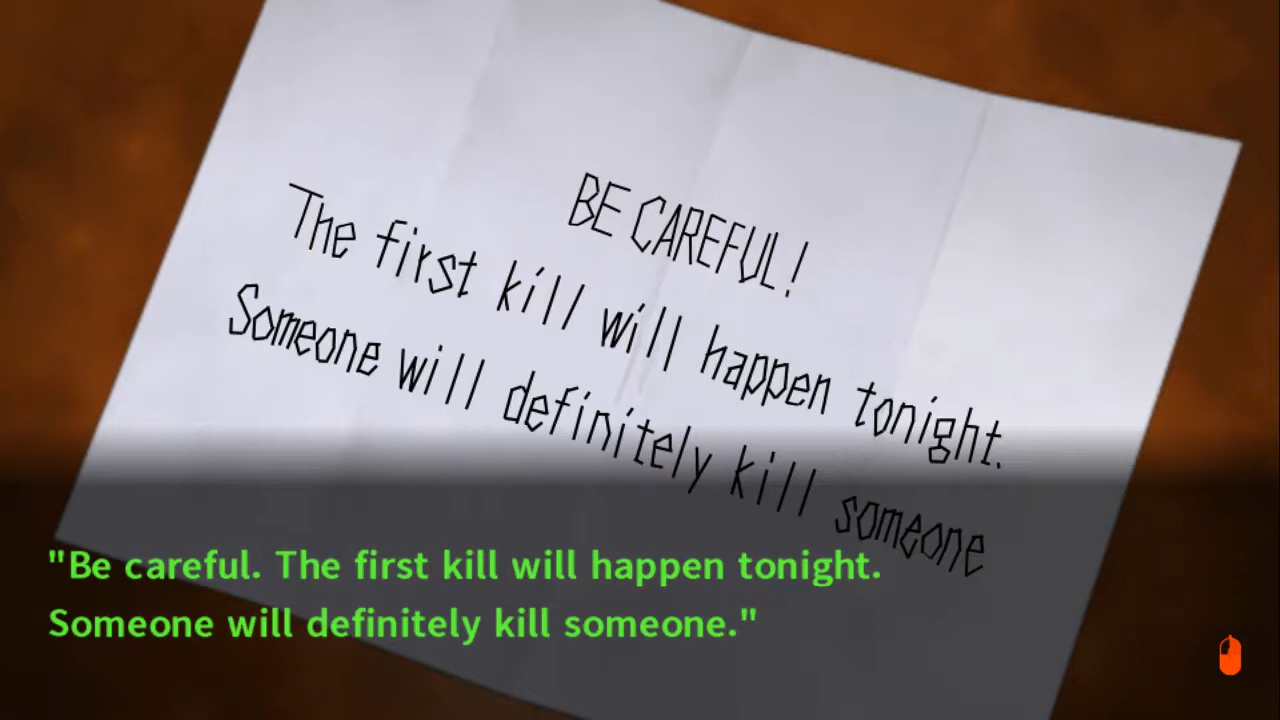 BE CAREFUL!
The first kill will happen tonight.
Someone will definitely kill someone
"Be careful. The first kill will happen tonight.
Someone will definitely kill someone."